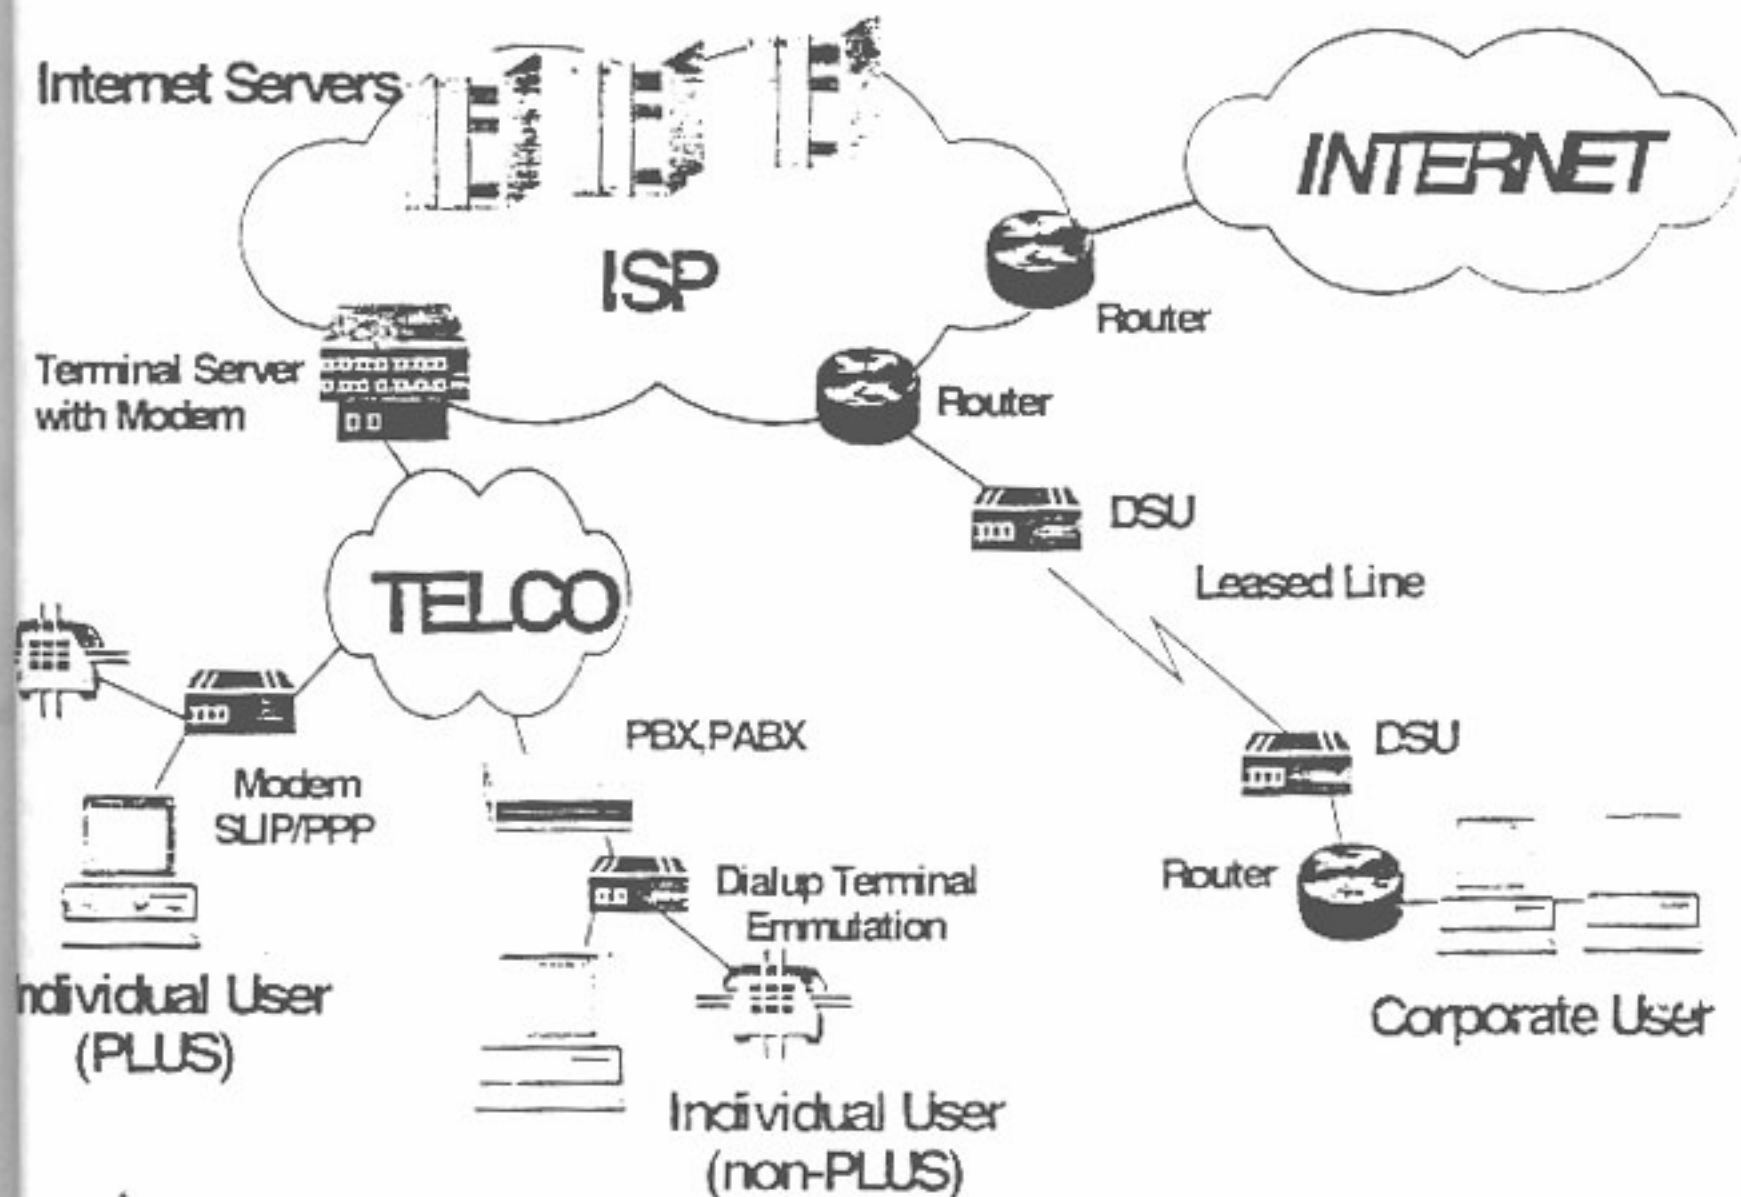 Internet Servers
INTERNET
ISP
Router
Terminal Server
with Modem
Router
DSU
TELCO
Leased Line
PBX,PABX
DSU
Modem
SLIP/PPP
Router
Dialup Terminal
Emmulation
ndividual User
(PLUS)
Corporate User
Individual User
(non-PLUS)